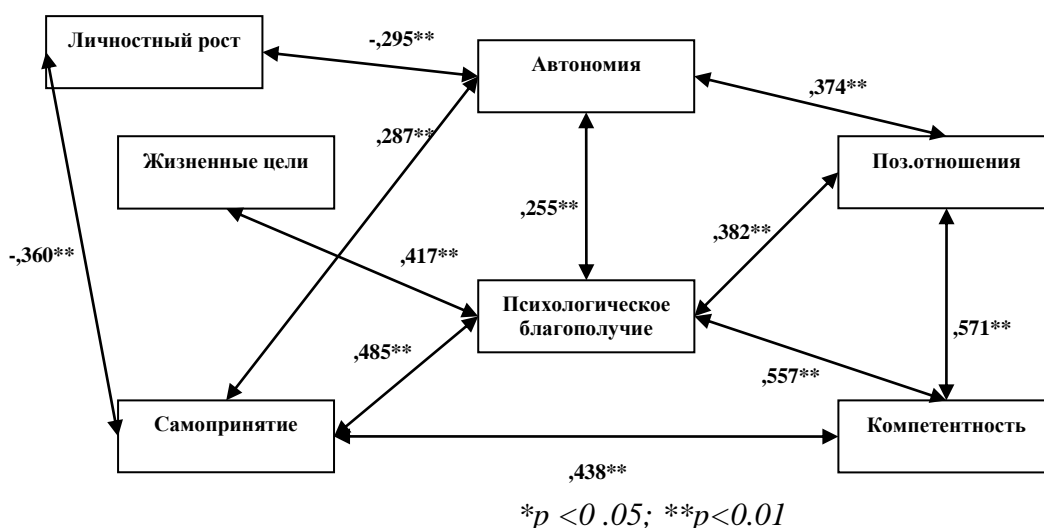 Личностный рост
-,295**
Автономия
,374**
,287**
Жизненные цели
Поз.отношения
,255**
,382**
-,360**
,417**
Психологическое
благополучие
,485**
,571**
,557**
Самопринятие
Компетентность
,438**
*p <0 .05; **p<0.01